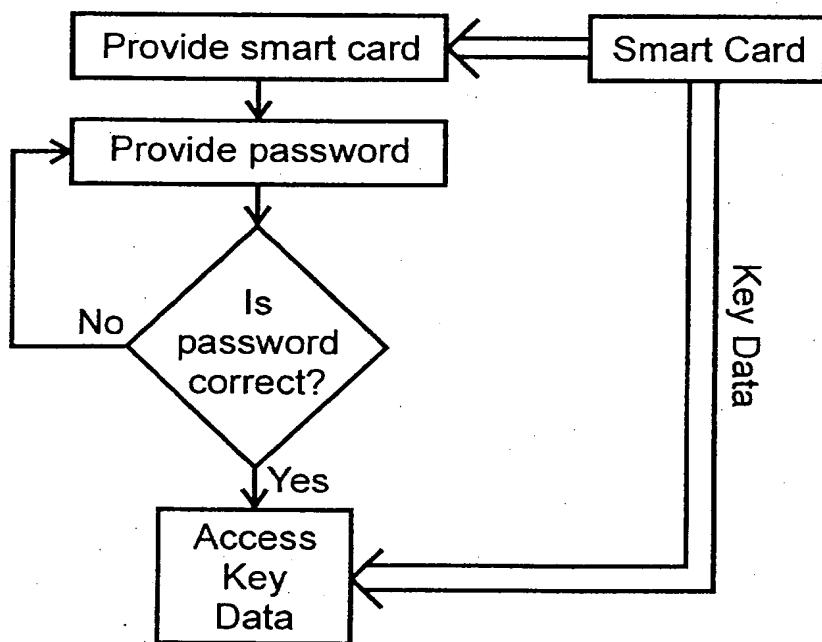 Provide smart card
Smart Card
Provide password
Is
password
correct?
No
Yes
Key Data
Access
Key
Data